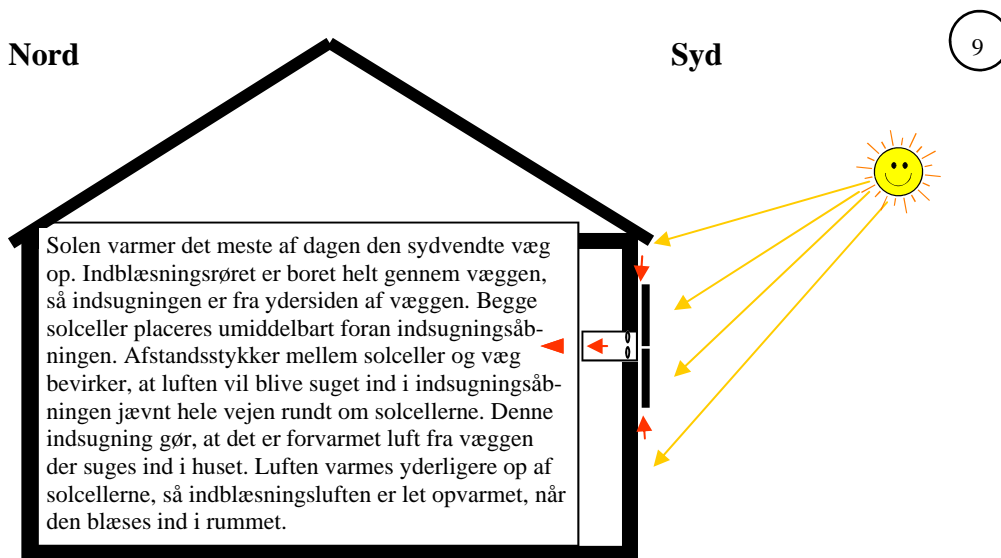 Nord
Syd
9
Solen varmer det meste af dagen den sydvendte væg
op. Indblæsningsrøret er boret helt gennem væggen,
så indsugningen er fra ydersiden af væggen. Begge
solceller placeres umiddelbart foran indsugningsåb-
ningen. Afstandsstykker mellem solceller og væg
bevirker, at luften vil blive suget ind i indsugningsåb-
ningen jævnt hele vejen rundt om solcellerne. Denne
indsugning gør, at det er forvarmet luft fra væggen
der suges ind i huset. Luften varmes yderligere op af
solcellerne, så indblæsningsluften er let opvarmet, når
den blæses ind i rummet.